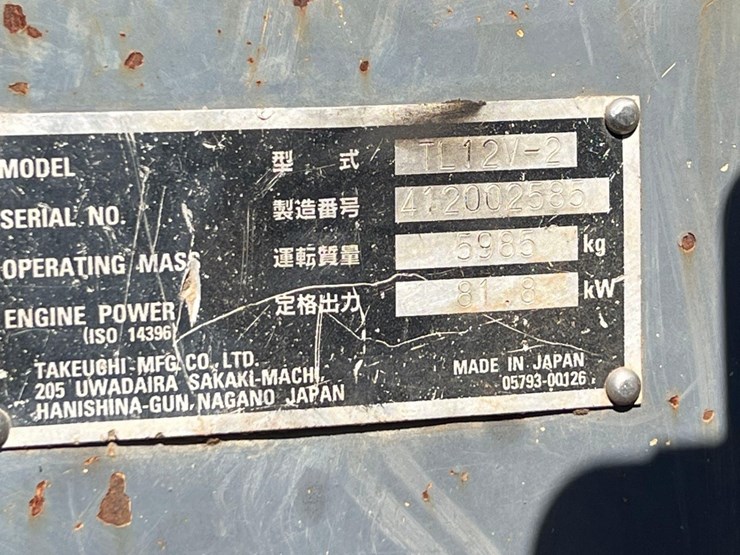 MODEL 型式 TL12V-2
SERIAL NO. 製造番号 412002585
OPERATING MASS 運転質量 5985 kg
ENGINE POWER 定格出力 81.8 kW
(ISO 14396)
TAKEUCHI MFG.CO.,LTD.
205 UWADAIRA SAKAKI-MACHI,
HANISHINA-GUN, NAGANO JAPAN
MADE IN JAPAN
05793-00126